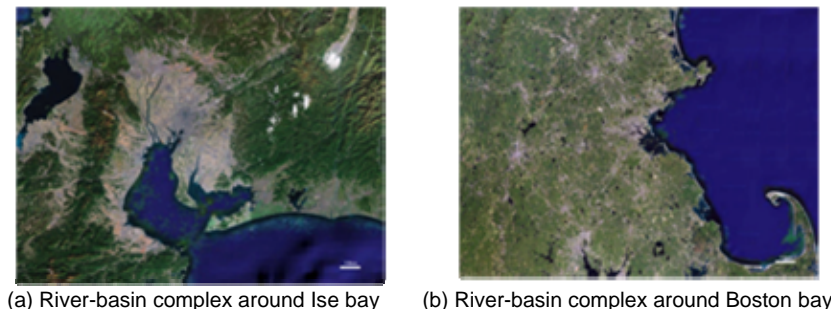 (a) River-basin complex around Ise bay
(b) River-basin complex around Boston bay